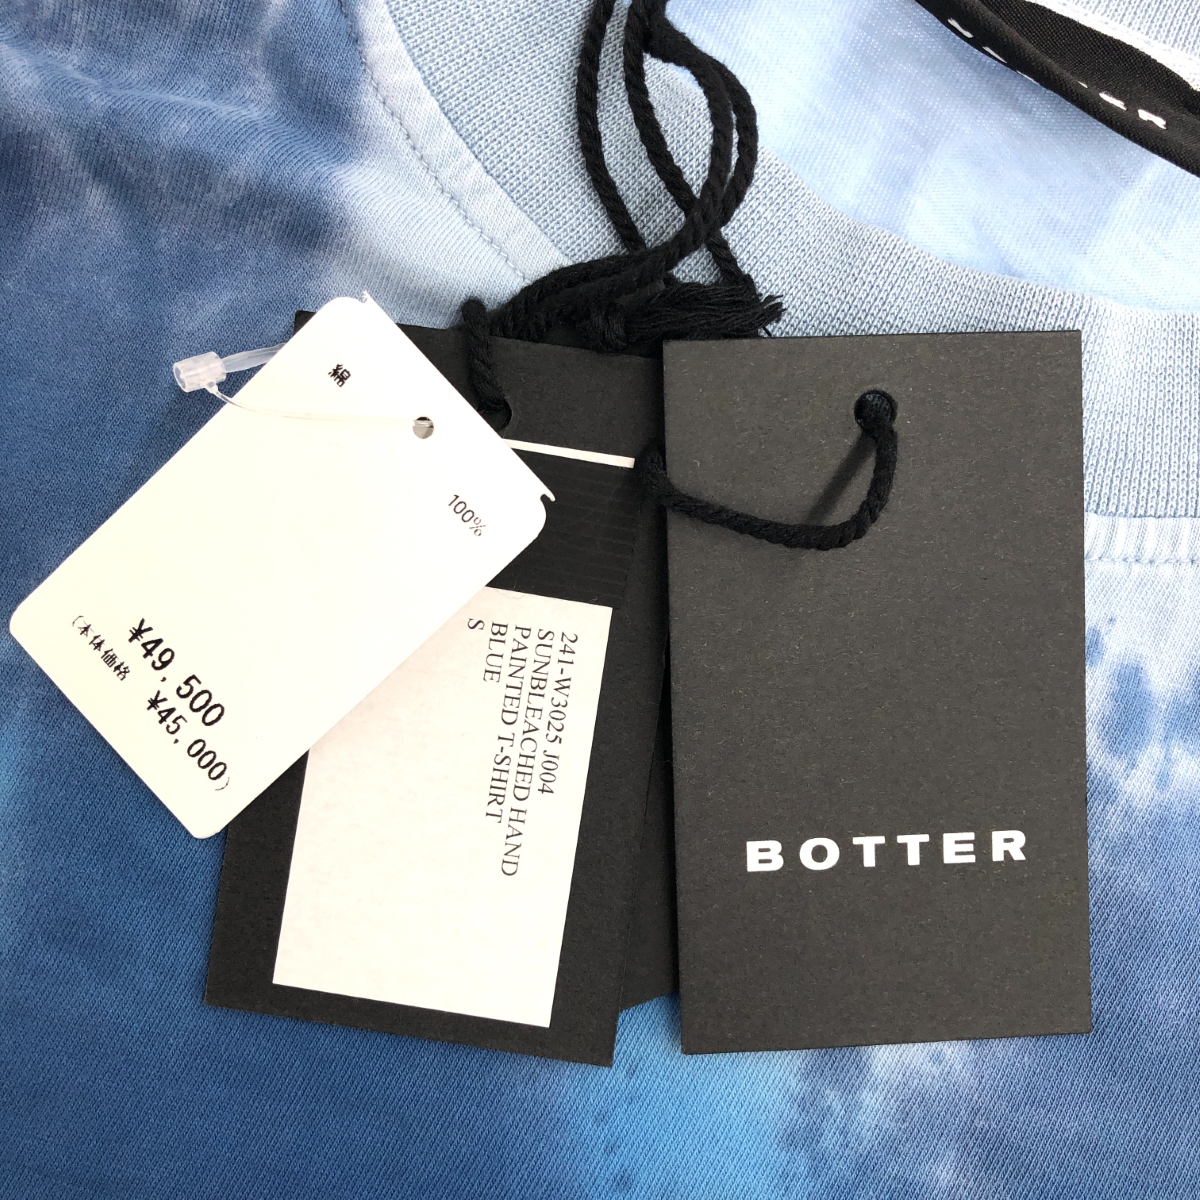 綿
100%
¥49,500
(本体価格 ¥45,000)
241-W3025 J004
SUNBLEACHED HAND
PAINTED T-SHIRT
BLUE
S
BOTTER